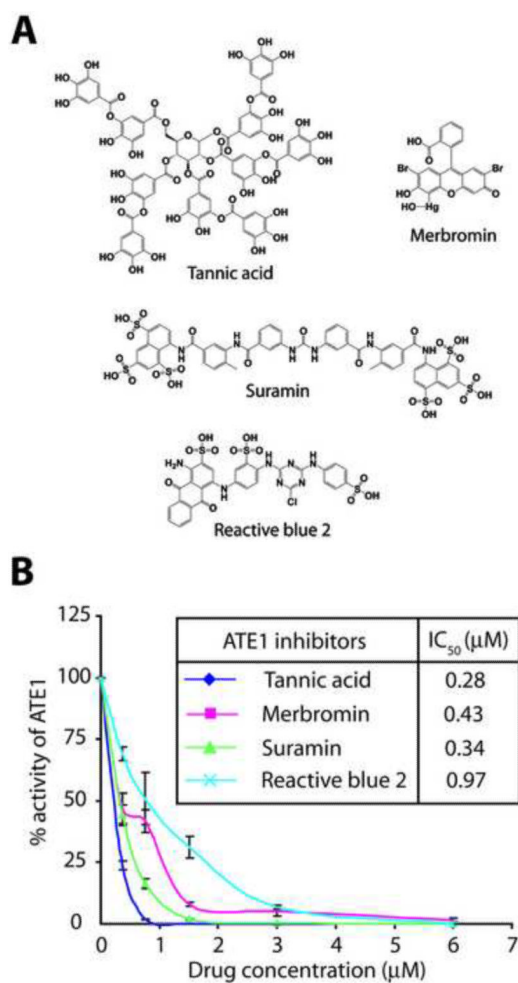 A
Tannic acid
Merbromin
Suramin
Reactive blue 2
B
% activity of ATE1
125
100
75
50
25
0
ATE1 inhibitors IC50 (μM)
Tannic acid 0.28
Merbromin 0.43
Suramin 0.34
Reactive blue 2 0.97
0 1 2 3 4 5 6 7
Drug concentration (μM)